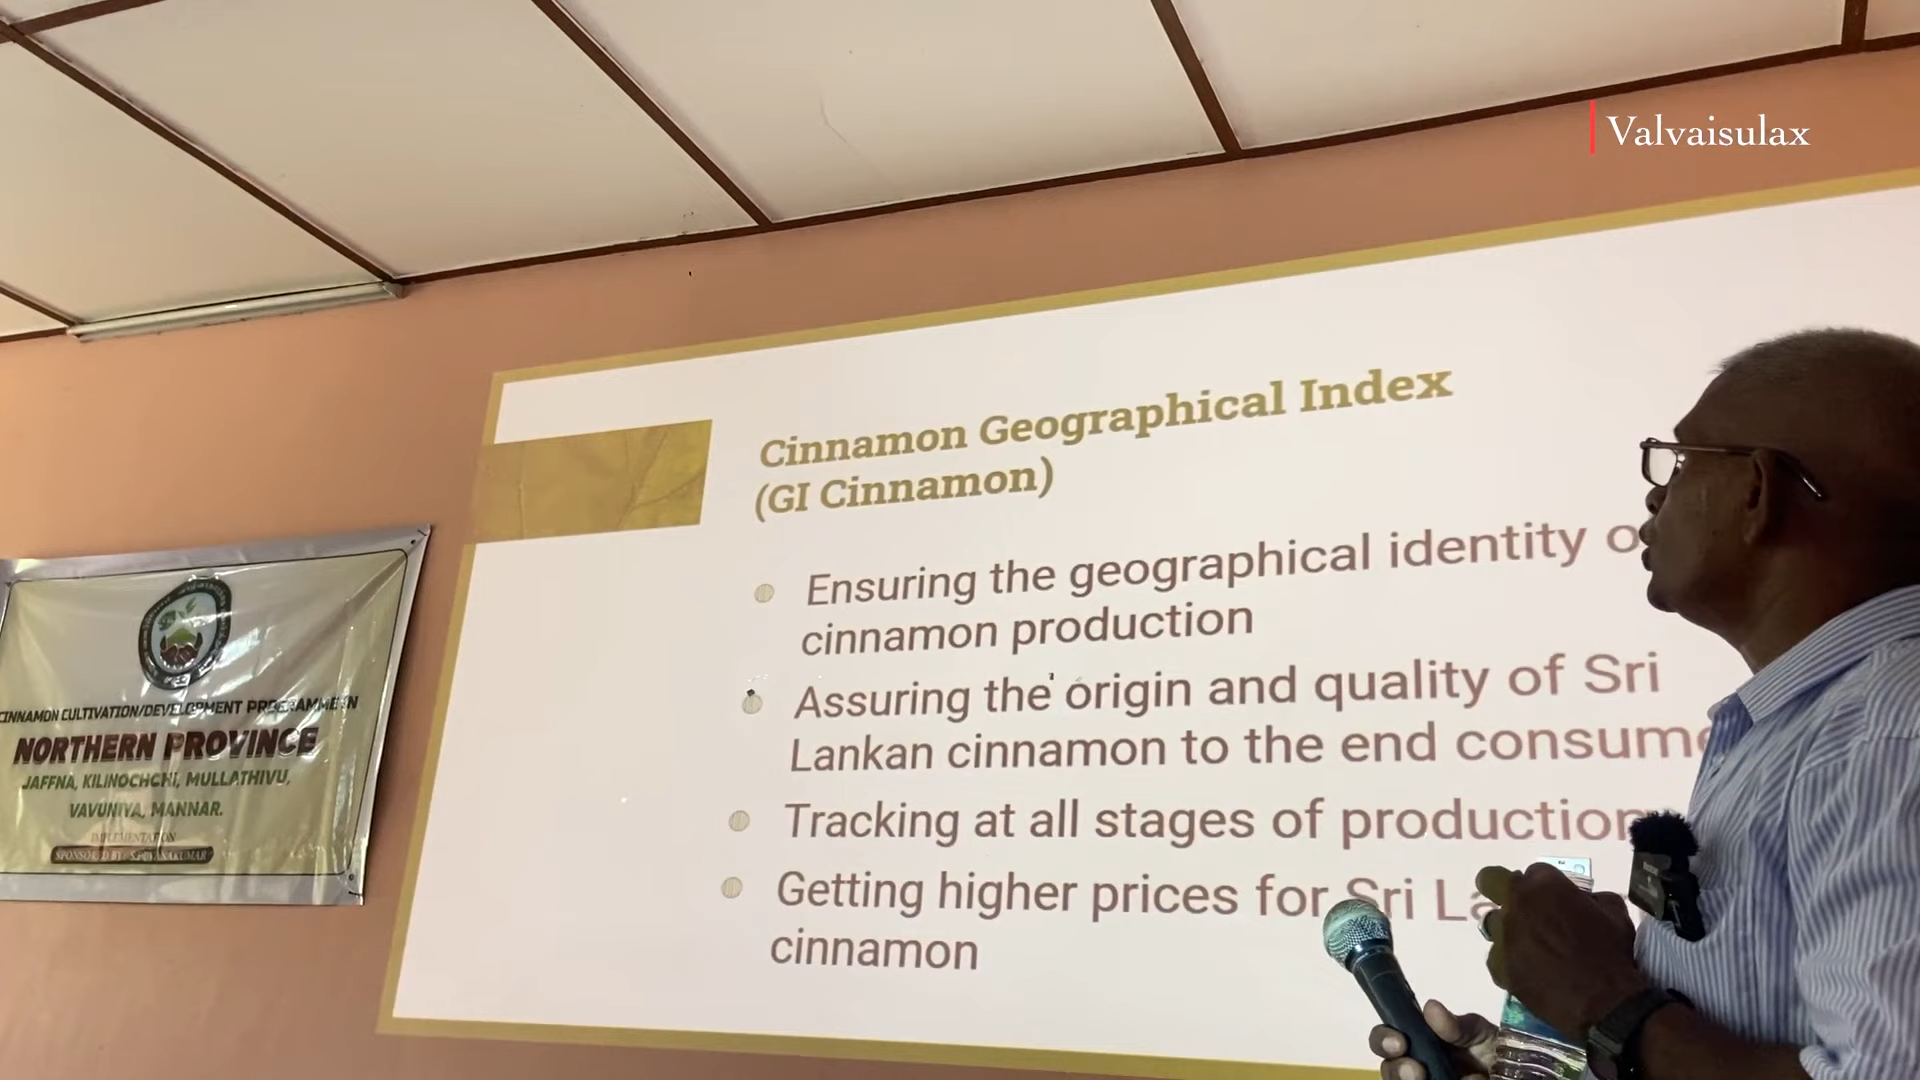 Valvaisulax
Cinnamon Geographical Index
(GI Cinnamon)
Ensuring the geographical identity
cinnamon production
Assuring the origin and quality of Sri
Lankan cinnamon to the end
Tracking at all stages of production
Getting higher prices for Sri
cinnamon
CINNAMON CULTIVATION/DEVELOPMENT PROGRAMME IN
NORTHERN PROVINCE
JAFFNA, KILINOCHCHI, MULLATHIVU,
VAVUNIYA, MANNAR.
IMPLEMENTATION
SPONSORED BY